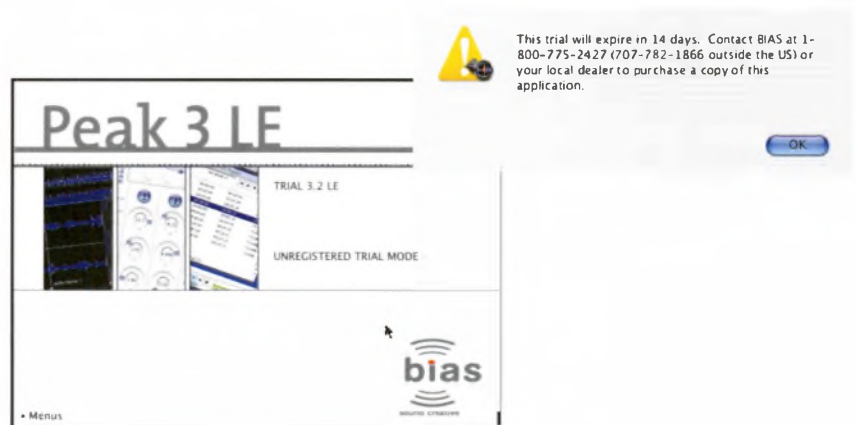 This trial will expire in 14 days. Contact BIAS at 1-
800-775-2427 (707-782-1866 outside the US) or
your local dealer to purchase a copy of this
application.
OK
Peak 3 LE
TRIAL 3.2 LE
UNREGISTERED TRIAL MODE
bias
sound creative
• Menus